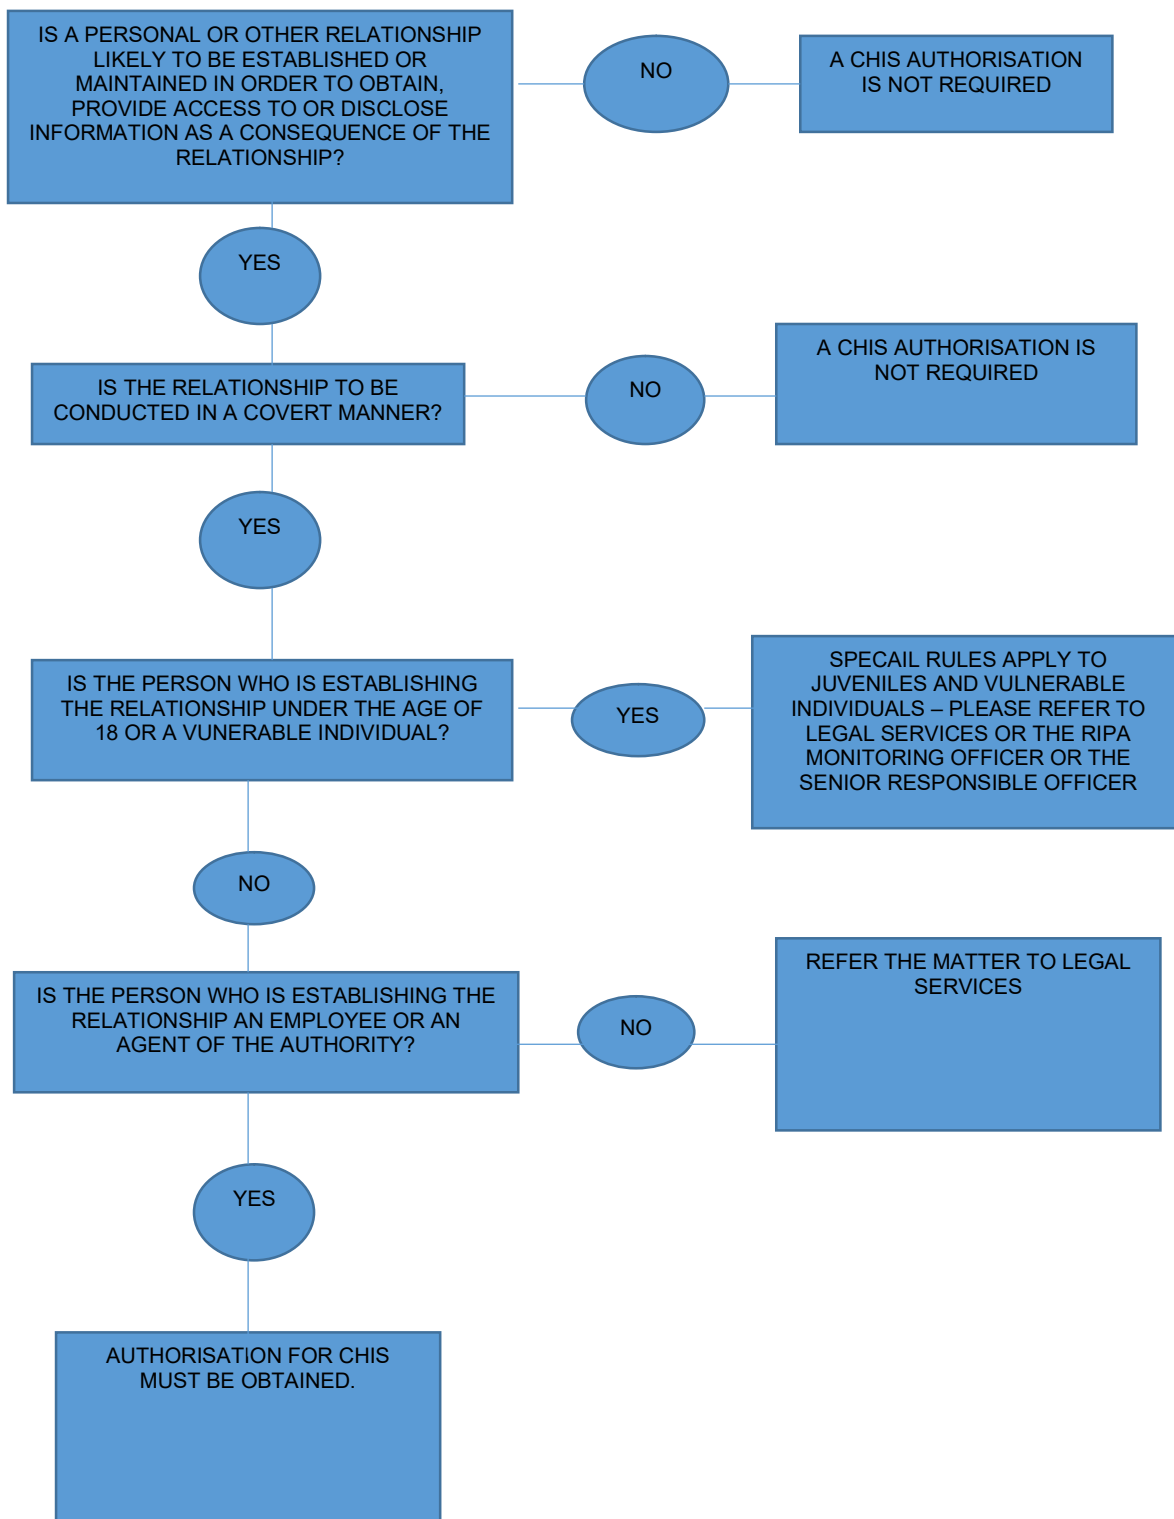 IS A PERSONAL OR OTHER RELATIONSHIP
LIKELY TO BE ESTABLISHED OR
MAINTAINED IN ORDER TO OBTAIN,
PROVIDE ACCESS TO OR DISCLOSE
INFORMATION AS A CONSEQUENCE OF THE
RELATIONSHIP?
NO
A CHIS AUTHORISATION
IS NOT REQUIRED
YES
IS THE RELATIONSHIP TO BE
CONDUCTED IN A COVERT MANNER?
NO
A CHIS AUTHORISATION IS
NOT REQUIRED
YES
IS THE PERSON WHO IS ESTABLISHING
THE RELATIONSHIP UNDER THE AGE OF
18 OR A VUNERABLE INDIVIDUAL?
YES
SPECAIL RULES APPLY TO
JUVENILES AND VULNERABLE
INDIVIDUALS – PLEASE REFER TO
LEGAL SERVICES OR THE RIPA
MONITORING OFFICER OR THE
SENIOR RESPONSIBLE OFFICER
NO
IS THE PERSON WHO IS ESTABLISHING THE
RELATIONSHIP AN EMPLOYEE OR AN
AGENT OF THE AUTHORITY?
NO
REFER THE MATTER TO LEGAL
SERVICES
YES
AUTHORISATION FOR CHIS
MUST BE OBTAINED.